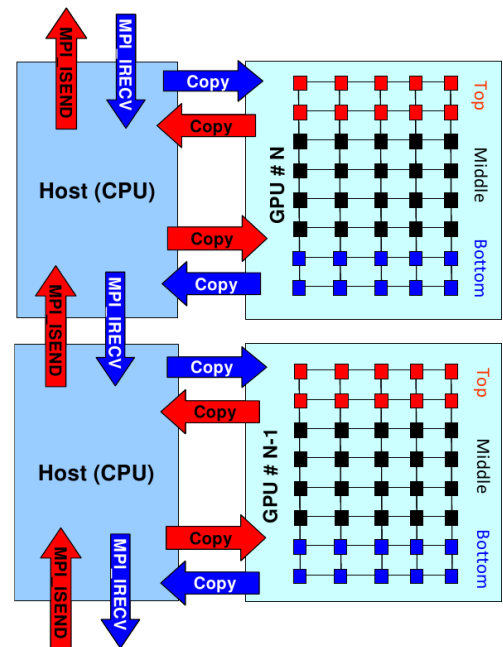 MPI_ISEND
MPI_IRECV
Copy
Copy
Host (CPU)
GPU # N
Top
Middle
Bottom
Copy
Copy
MPI_ISEND
MPI_IRECV
Copy
Copy
Host (CPU)
GPU # N-1
Top
Middle
Bottom
Copy
Copy
MPI_ISEND
MPI_IRECV